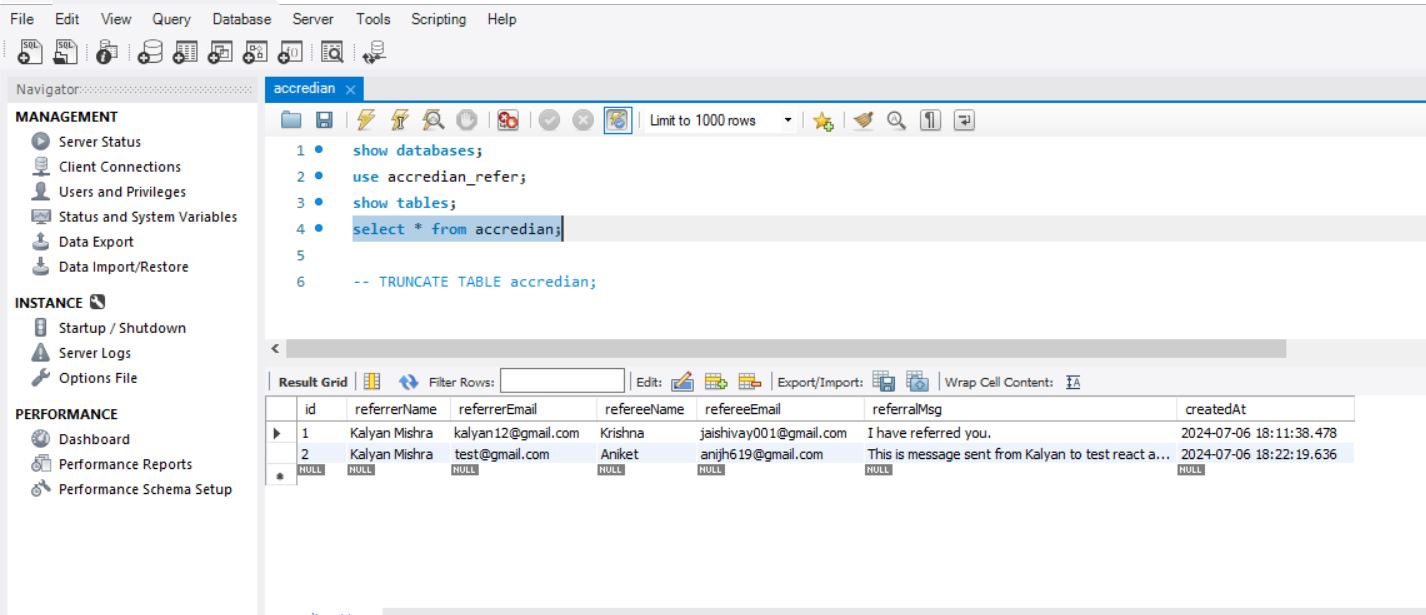 File Edit View Query Database Server Tools Scripting Help
Navigator
MANAGEMENT
Server Status
Client Connections
Users and Privileges
Status and System Variables
Data Export
Data Import/Restore
INSTANCE
Startup / Shutdown
Server Logs
Options File
PERFORMANCE
Dashboard
Performance Reports
Performance Schema Setup
accredian
Limit to 1000 rows
1 show databases;
2 use accredian_refer;
3 show tables;
4 select * from accredian;
5
6 -- TRUNCATE TABLE accredian;
Result Grid Filter Rows: Edit: Export/Import: Wrap Cell Content:
id referrerName referrerEmail refereeName refereeEmail referralMsg createdAt
1 Kalyan Mishra kalyan12@gmail.com Krishna jaishivay001@gmail.com I have referred you. 2024-07-06 18:11:38.478
2 Kalyan Mishra test@gmail.com Aniket anijh619@gmail.com This is message sent from Kalyan to test react a... 2024-07-06 18:22:19.636
NULL NULL NULL NULL NULL NULL NULL